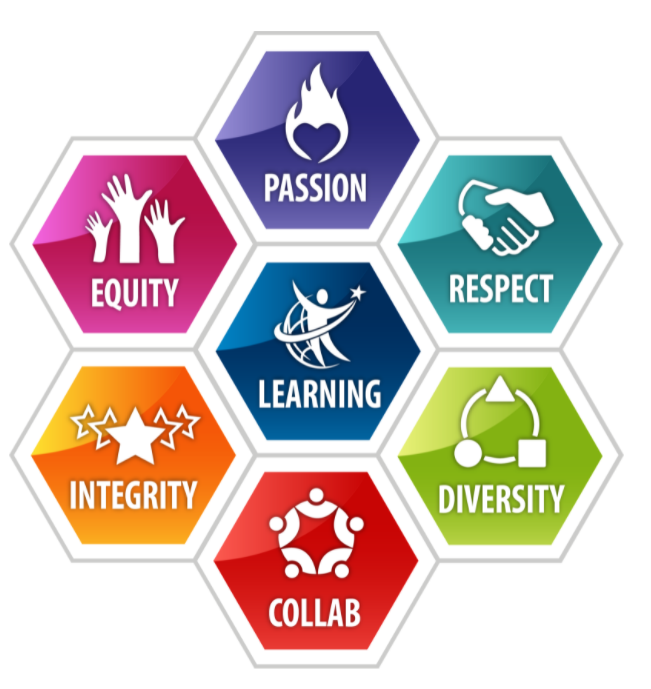 PASSION
EQUITY
RESPECT
LEARNING
INTEGRITY
DIVERSITY
COLLAB